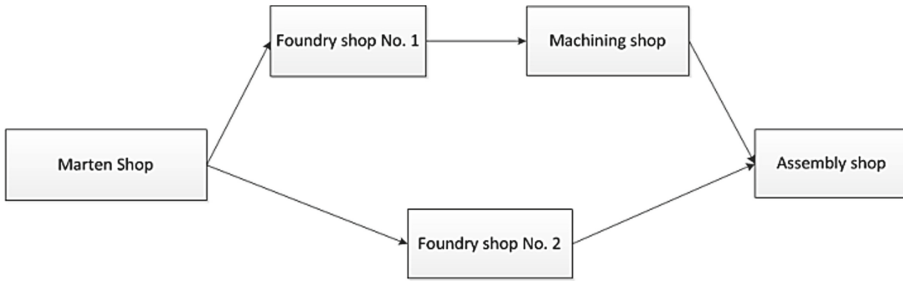 Foundry shop No. 1
Machining shop
Marten Shop
Assembly shop
Foundry shop No. 2